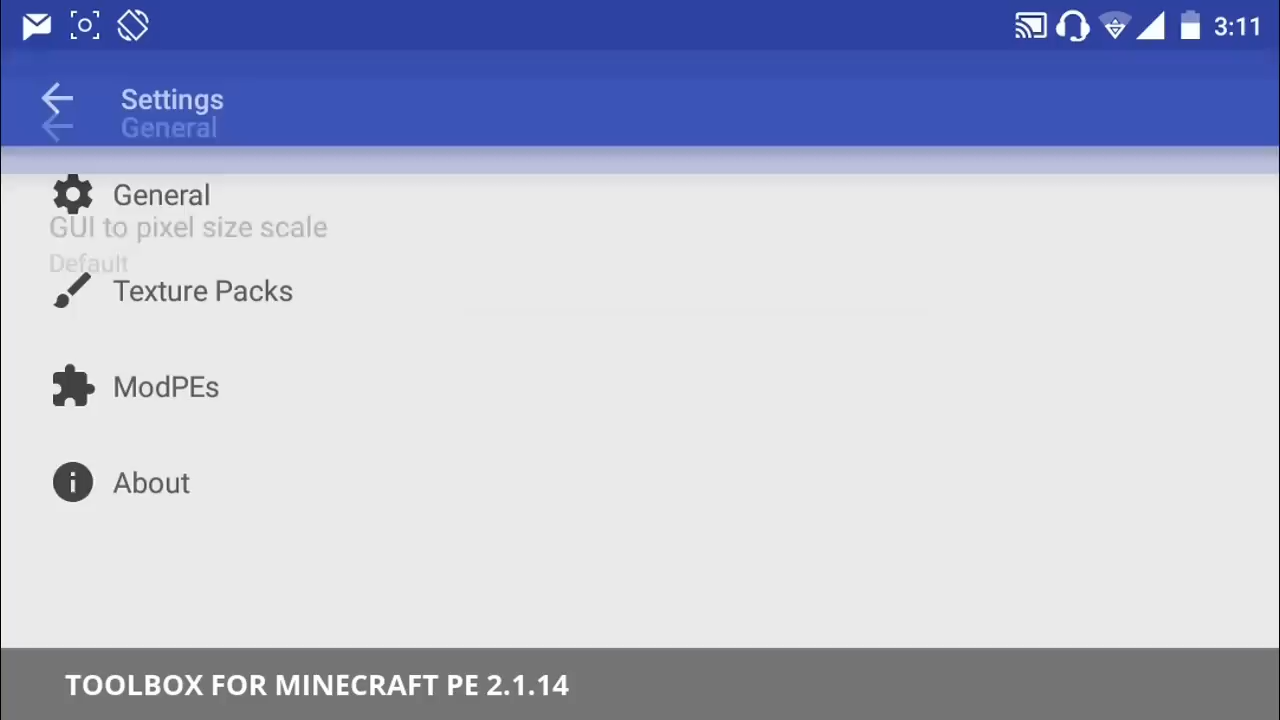 3:11
Settings
General
General
GUI to pixel size scale
Default
Texture Packs
ModPEs
About
TOOLBOX FOR MINECRAFT PE 2.1.14